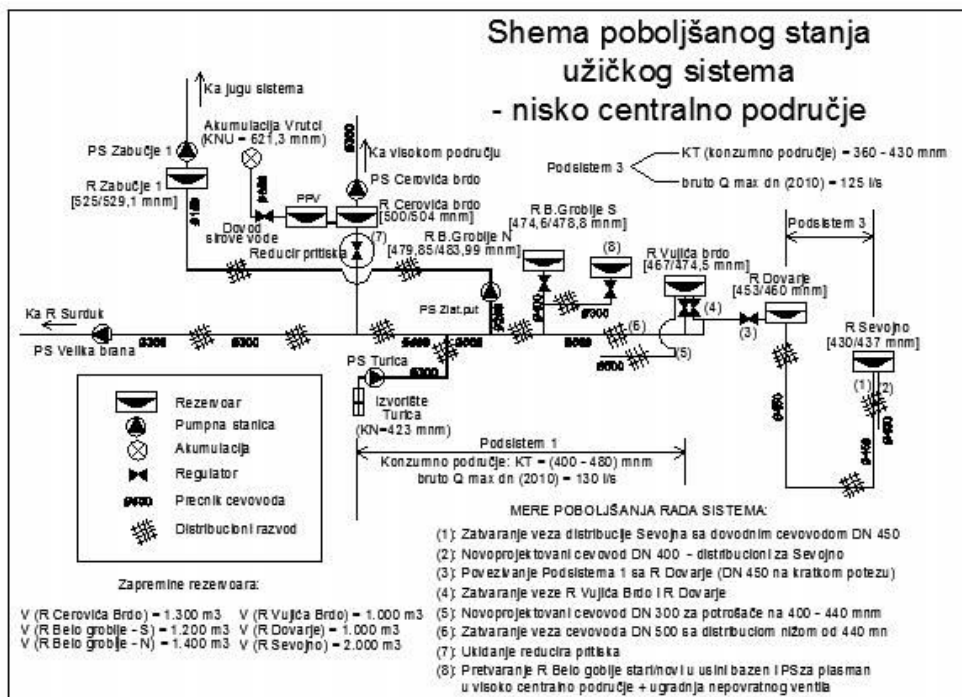 Shema poboljšanog stanja
užičkog sistema
- nisko centralno područje
Ka jugu sistema
Akumulacija Vrutci
(KNU = 621,3 mnm)
PS Zabučje 1
R Zabučje 1
[525/529,1 mnm]
Dovod
sirove vode
PPV
Ka visokom području
PS Cerovića brdo
R Cerovića brdo
[500/504 mnm]
(7)
Reducir pritiska
Podsistem 3
KT (konzumno područje) = 360 - 430 mnm
bruto Q max dn (2010) = 125 l/s
R B.Groblje S
[474,6/478,8 mnm]
R B.Groblje N
[479,85/483,99 mnm]
(8)
R Vujića brdo
[467/474,5 mnm]
(4)
Podsistem 3
R Dovarje
[453/460 mnm]
(3)
R Sevojno
[430/437 mnm]
(1)
(2)
(6)
(5)
PS Zlat.put
Ka R Surduk
PS Velika brana
PS Turica
Izvorište
Turica
(KN=423 mnm)
Podsistem 1
Konzumno područje: KT = (400 - 480) mnm
bruto Q max dn (2010) = 130 l/s
Rezervoar
Pumpna stanica
Akumulacija
Regulator
Precnik cevovoda
Distribucioni razvod
Zapremine rezervoara:
V (R Cerovića Brdo) = 1.300 m3 V (R Vujića Brdo) = 1.000 m3
V (R Belo groblje - S) = 1.200 m3 V (R Dovarje) = 1.000 m3
V (R Belo groblje - N) = 1.400 m3 V (R Sevojno) = 2.000 m3
MERE POBOLJŠANJA RADA SISTEMA:
(1): Zatvaranje veza distribucije Sevojna sa dovodnim cevovodom DN 450
(2): Novoprojektovani cevovod DN 400 - distribucioni za Sevojno
(3): Povezivanje Podsistema 1 sa R Dovarje (DN 450 na kratkom potezu)
(4): Zatvaranje veze R Vujića Brdo i R Dovarje
(5): Novoprojektovani cevovod DN 300 za potrošače na 400 - 440 mnm
(6): Zatvaranje veza cevovoda DN 500 sa distribuciom nižom od 440 mn
(7): Ukidanje reducira pritiska
(8): Pretvaranje R Belo goblje stari/novi u usini bazen i PS za plasman
u visoko centralno područje + ugradnja nepovratnog ventila